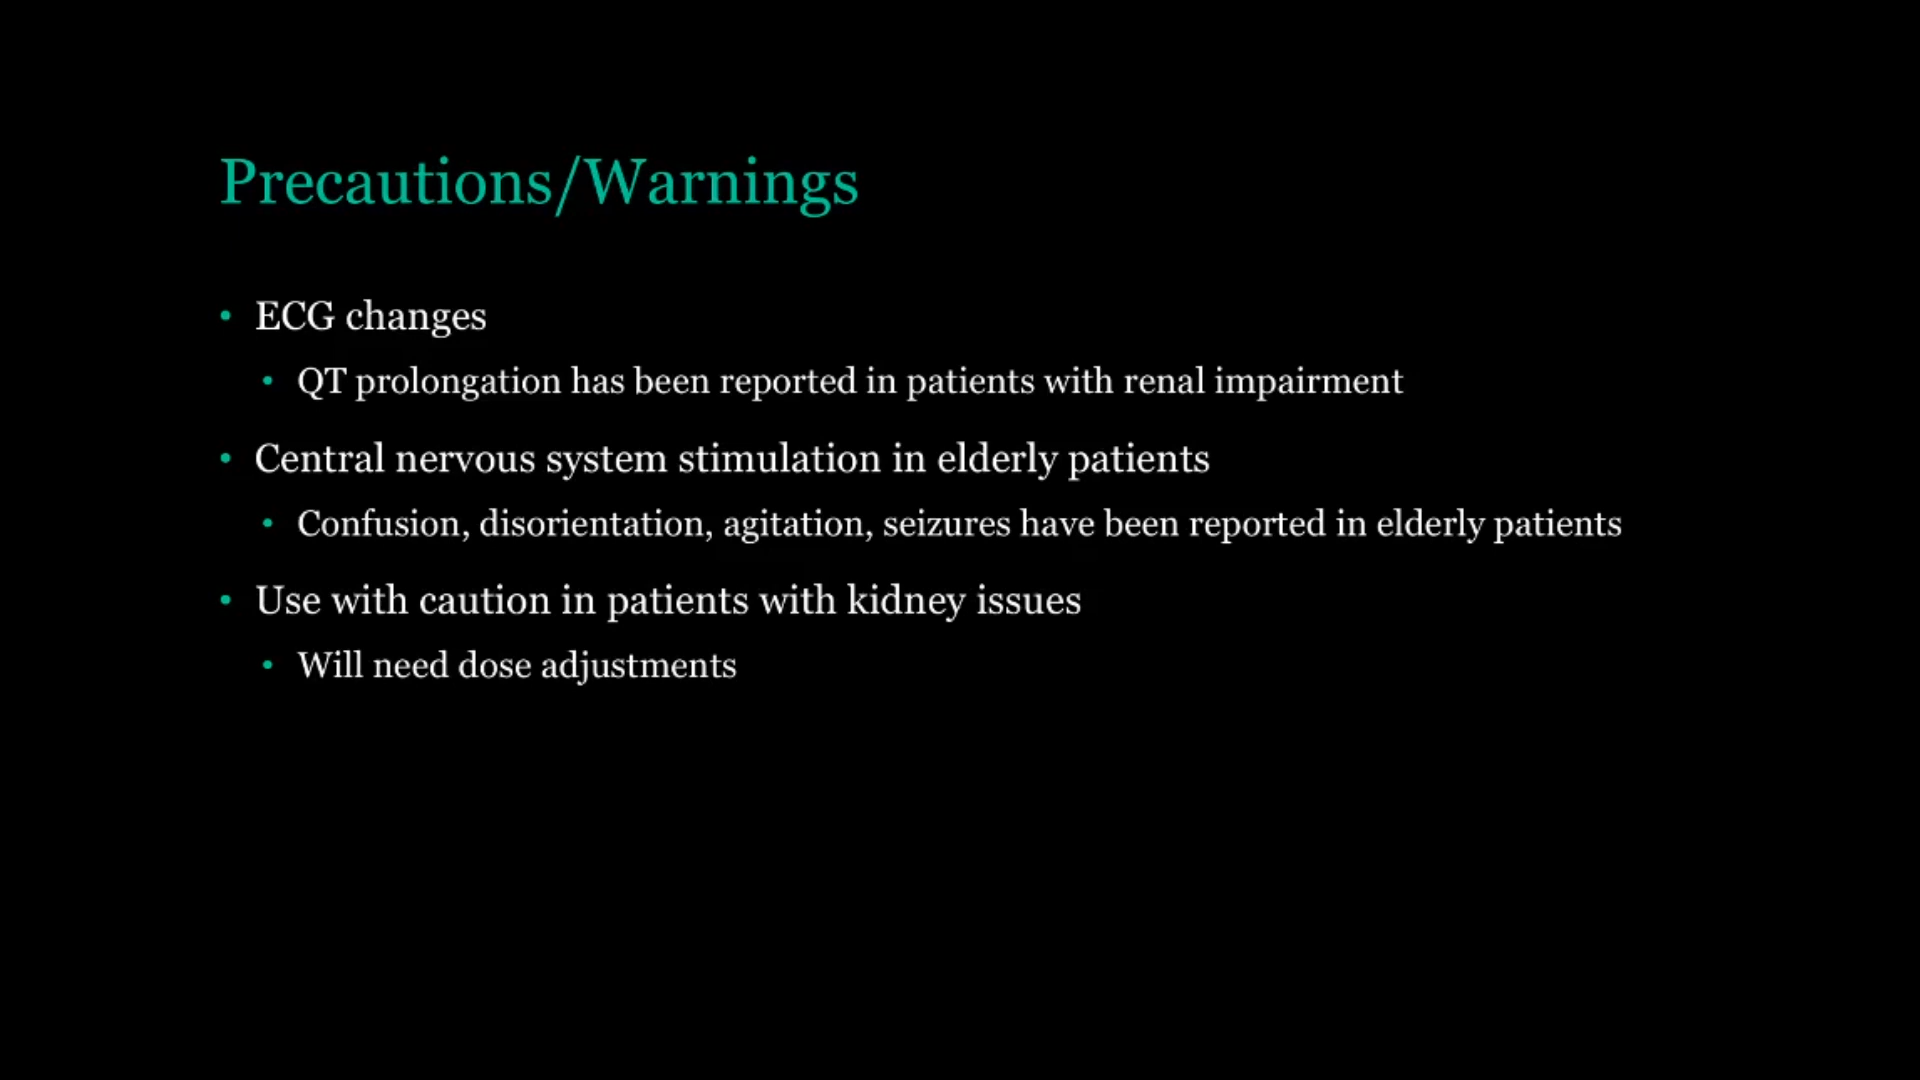 Precautions/Warnings
• ECG changes
• QT prolongation has been reported in patients with renal impairment
• Central nervous system stimulation in elderly patients
• Confusion, disorientation, agitation, seizures have been reported in elderly patients
• Use with caution in patients with kidney issues
• Will need dose adjustments